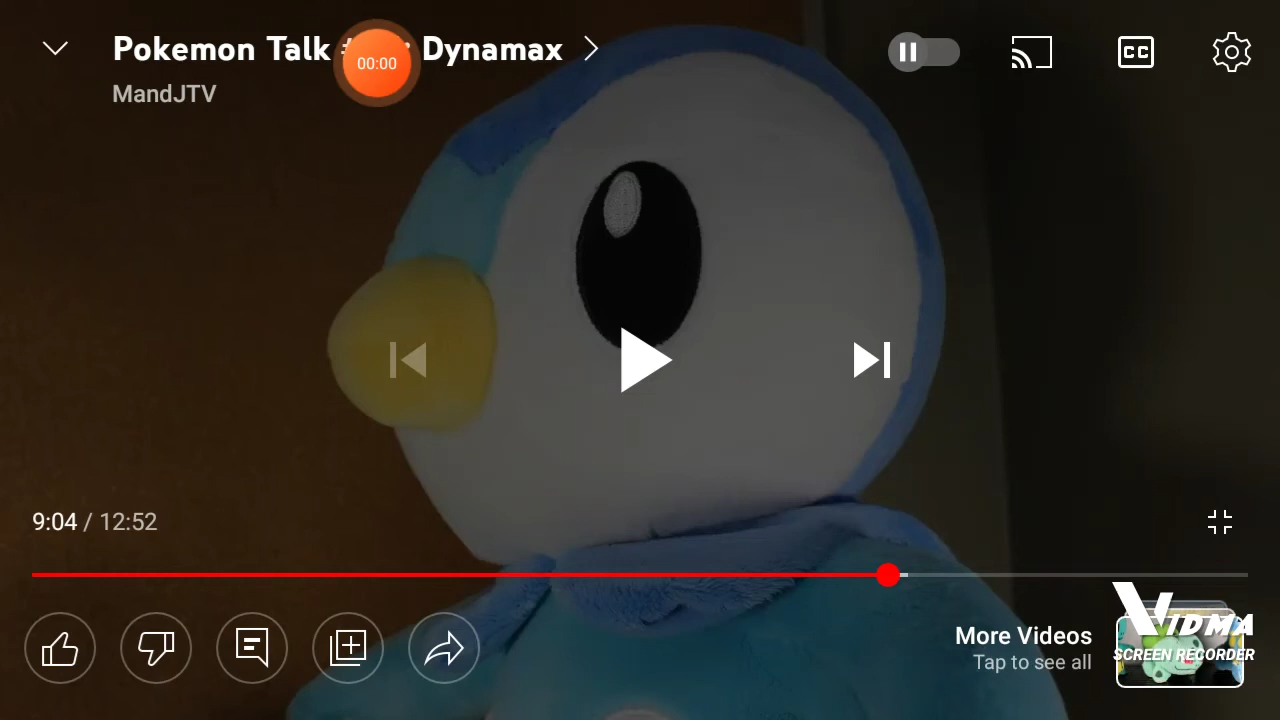 Pokemon Talk Dynamax
00:00
MandJTV
CC
9:04 / 12:52
More Videos
Tap to see all
VIDMA
SCREEN RECORDER